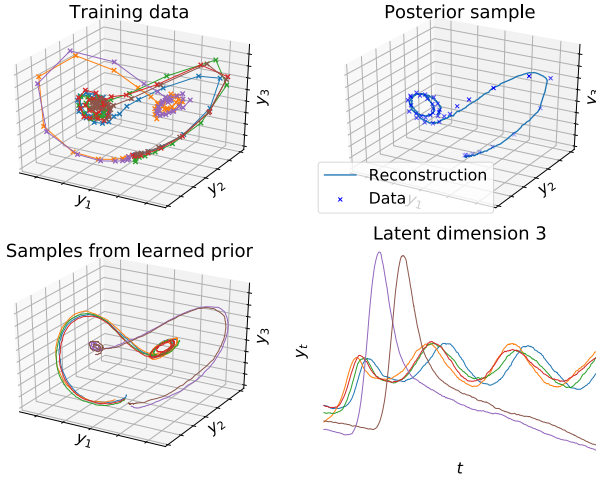 Training data
Posterior sample
y₃
y₃
y₂
y₂
y₁
Reconstruction
Data
Samples from learned prior
Latent dimension 3
y₃
yₜ
y₂
y₁
t